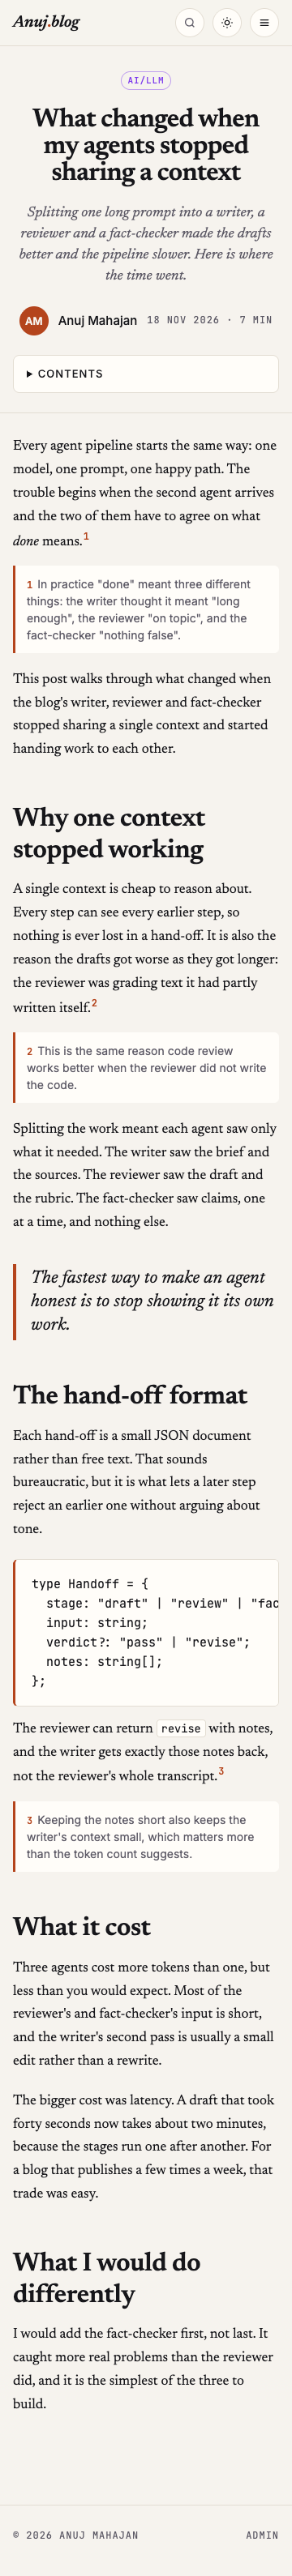 Anuj.blog
AI/LLM
What changed when
my agents stopped
sharing a context
Splitting one long prompt into a writer, a
reviewer and a fact-checker made the drafts
better and the pipeline slower. Here is where
the time went.
AM Anuj Mahajan 18 NOV 2026 · 7 MIN
▶ CONTENTS
Every agent pipeline starts the same way: one
model, one prompt, one happy path. The
trouble begins when the second agent arrives
and the two of them have to agree on what
done means.1
1 In practice "done" meant three different
things: the writer thought it meant "long
enough", the reviewer "on topic", and the
fact-checker "nothing false".
This post walks through what changed when
the blog's writer, reviewer and fact-checker
stopped sharing a single context and started
handing work to each other.
Why one context
stopped working
A single context is cheap to reason about.
Every step can see every earlier step, so
nothing is ever lost in a hand-off. It is also the
reason the drafts got worse as they got longer:
the reviewer was grading text it had partly
written itself.2
2 This is the same reason code review
works better when the reviewer did not write
the code.
Splitting the work meant each agent saw only
what it needed. The writer saw the brief and
the sources. The reviewer saw the draft and
the rubric. The fact-checker saw claims, one
at a time, and nothing else.
The fastest way to make an agent
honest is to stop showing it its own
work.
The hand-off format
Each hand-off is a small JSON document
rather than free text. That sounds
bureaucratic, but it is what lets a later step
reject an earlier one without arguing about
tone.
type Handoff = {
stage: "draft" | "review" | "fac
input: string;
verdict?: "pass" | "revise";
notes: string[];
};
The reviewer can return revise with notes,
and the writer gets exactly those notes back,
not the reviewer's whole transcript.3
3 Keeping the notes short also keeps the
writer's context small, which matters more
than the token count suggests.
What it cost
Three agents cost more tokens than one, but
less than you would expect. Most of the
reviewer's and fact-checker's input is short,
and the writer's second pass is usually a small
edit rather than a rewrite.
The bigger cost was latency. A draft that took
forty seconds now takes about two minutes,
because the stages run one after another. For
a blog that publishes a few times a week, that
trade was easy.
What I would do
differently
I would add the fact-checker first, not last. It
caught more real problems than the reviewer
did, and it is the simplest of the three to
build.
© 2026 ANUJ MAHAJAN ADMIN